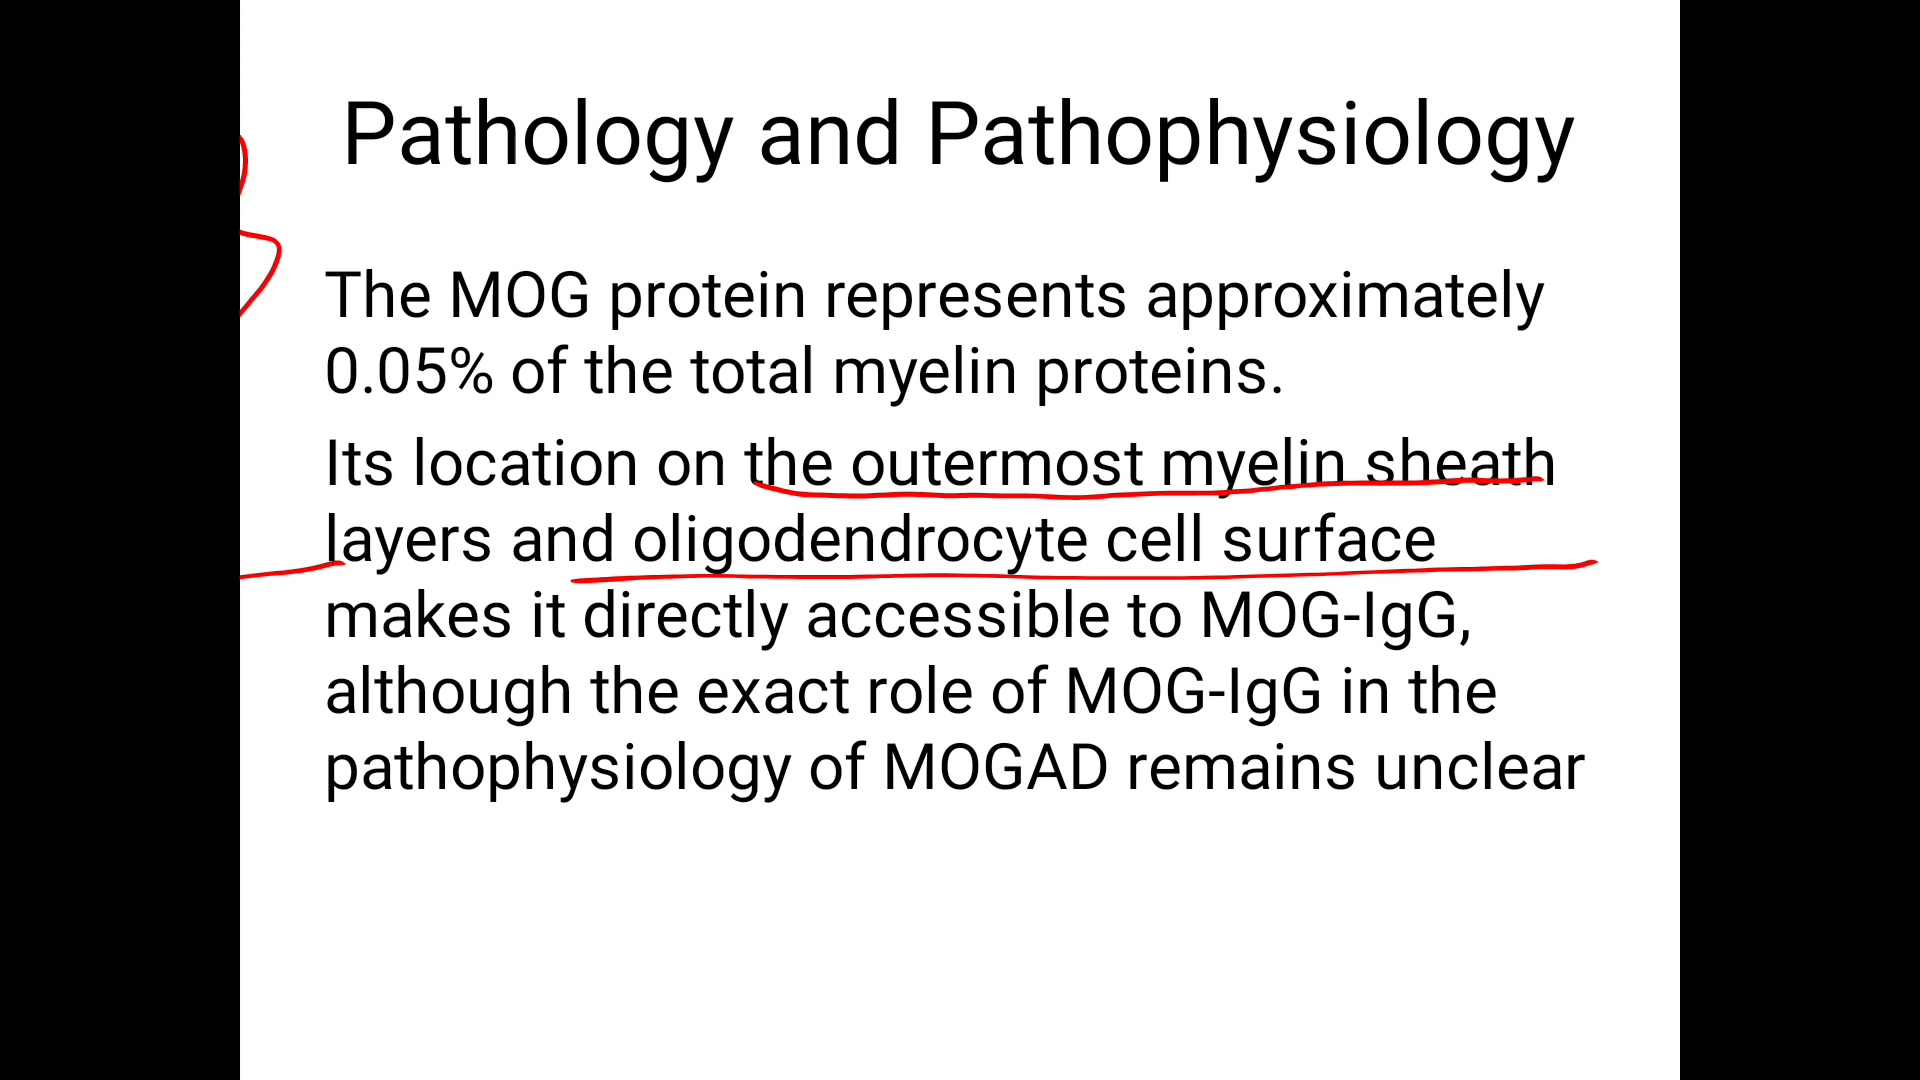 Pathology and Pathophysiology
The MOG protein represents approximately
0.05% of the total myelin proteins.
Its location on the outermost myelin sheath
layers and oligodendrocyte cell surface
makes it directly accessible to MOG-IgG,
although the exact role of MOG-IgG in the
pathophysiology of MOGAD remains unclear